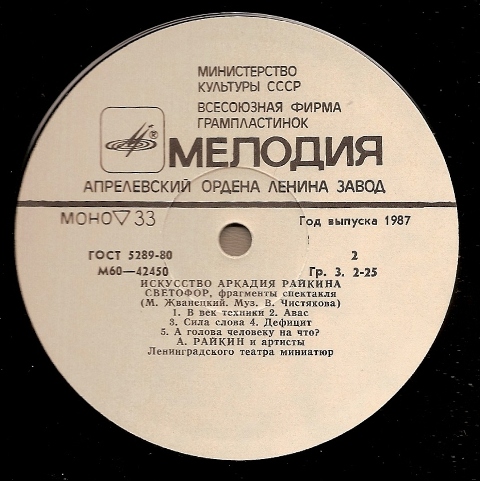 МИНИСТЕРСТВО
КУЛЬТУРЫ СССР
ВСЕСОЮЗНАЯ ФИРМА
ГРАМПЛАСТИНОК
®
МЕЛОДИЯ
АПРЕЛЕВСКИЙ ОРДЕНА ЛЕНИНА ЗАВОД
МОНО ▽ 33
Год выпуска 1987
ГОСТ 5289-80
2
М60—42450
Гр. 3. 2-25
ИСКУССТВО АРКАДИЯ РАЙКИНА
СВЕТОФОР, фрагменты спектакля
(М. Жванецкий. Муз. В. Чистякова)
1. В век техники 2. Авас
3. Сила слова 4. Дефицит
5. А голова человеку на что?
А. РАЙКИН и артисты
Ленинградского театра миниатюр